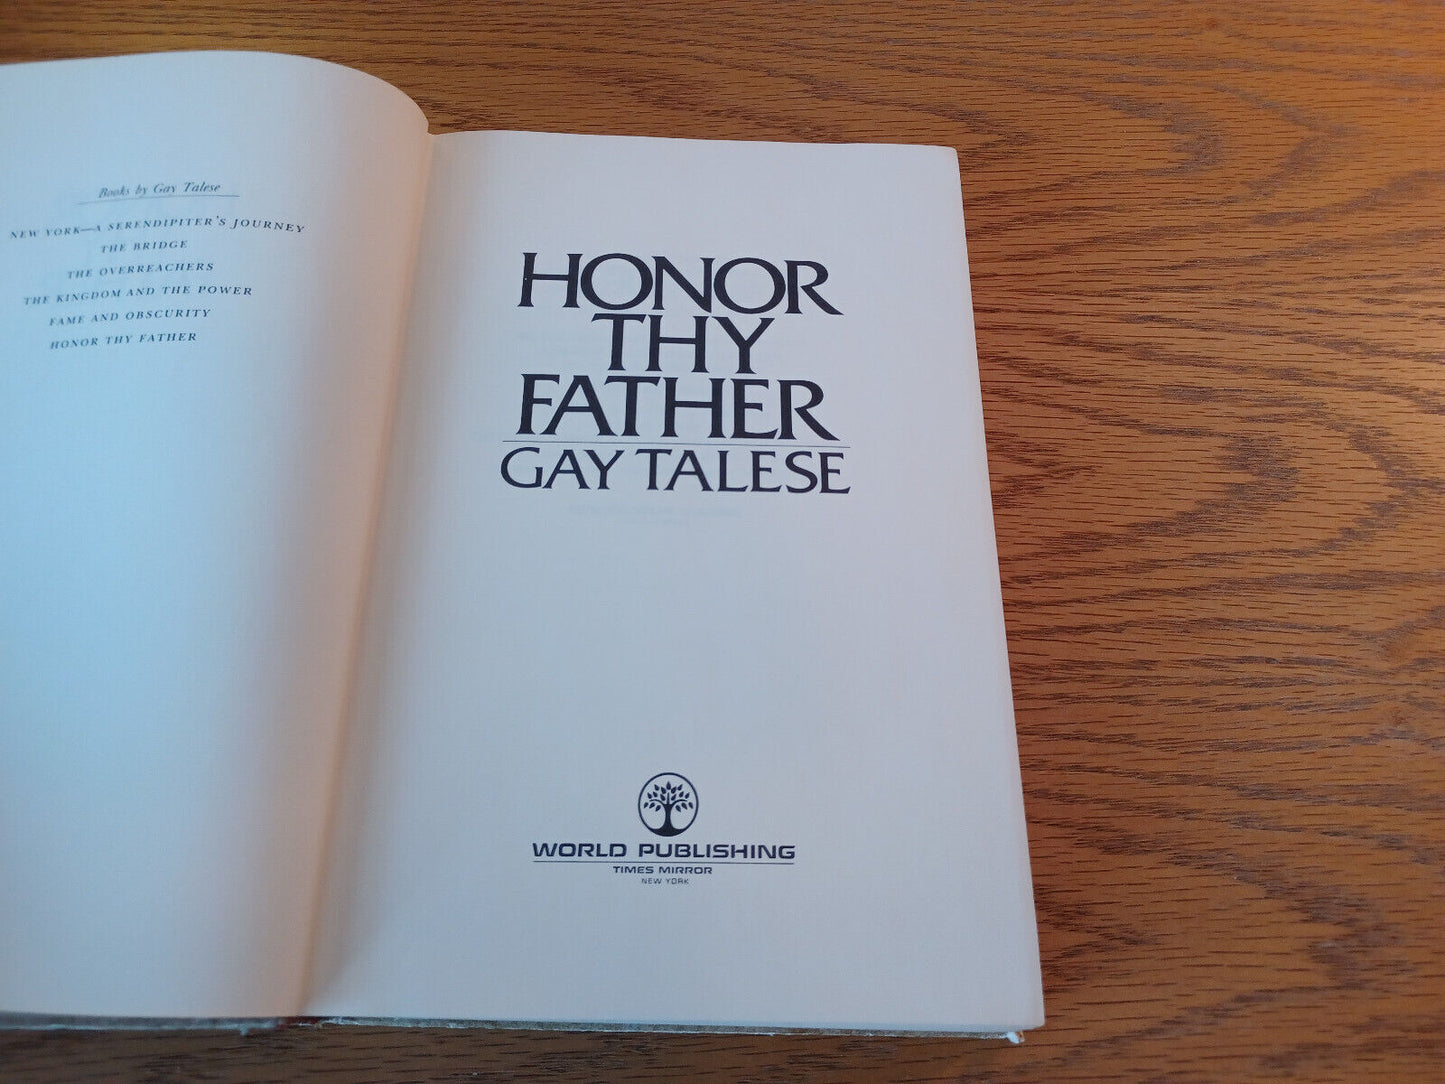 Books by Gay Talese
NEW YORK—A SERENDIPITER'S JOURNEY
THE BRIDGE
THE OVERREACHERS
THE KINGDOM AND THE POWER
FAME AND OBSCURITY
HONOR THY FATHER
HONOR
THY
FATHER
GAY TALESE
WORLD PUBLISHING
TIMES MIRROR
NEW YORK